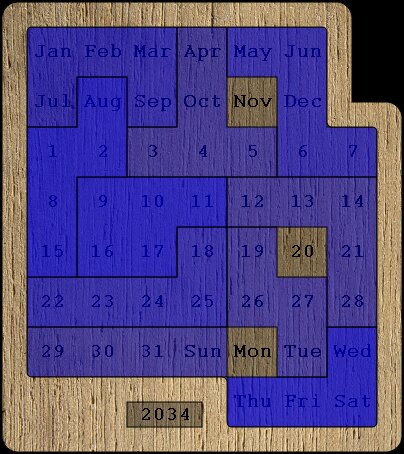 Jan Feb Mar Apr May Jun
Jul Aug Sep Oct Nov Dec
1 2 3 4 5 6 7
8 9 10 11 12 13 14
15 16 17 18 19 20 21
22 23 24 25 26 27 28
29 30 31 Sun Mon Tue Wed
Thu Fri Sat
2034